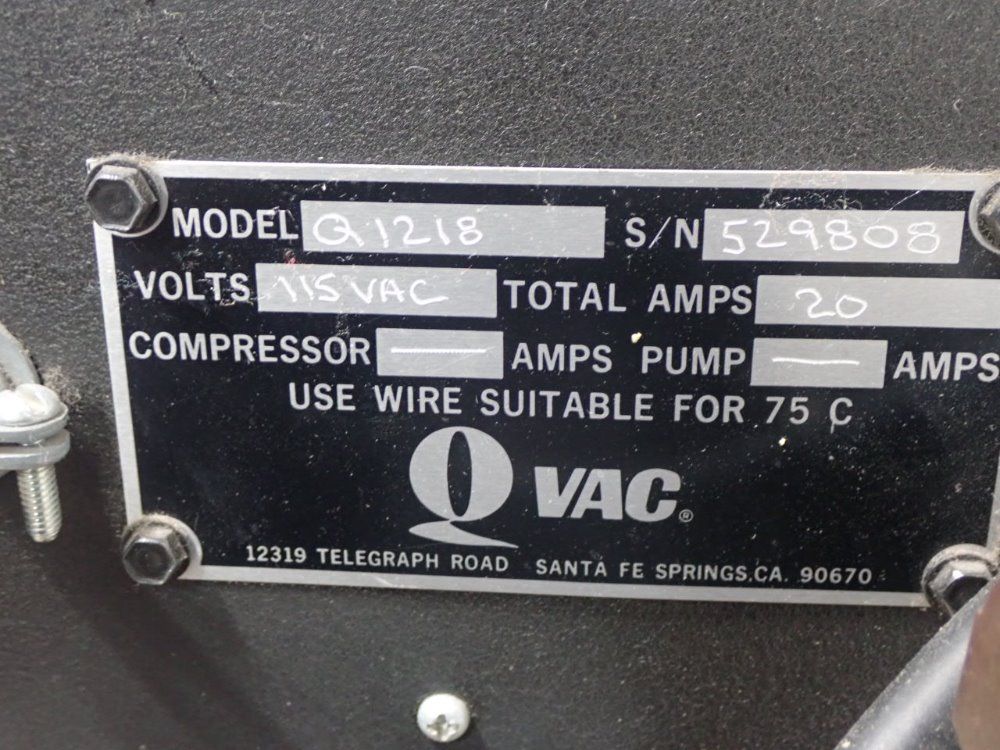 MODEL Q1218 S/N 529808
VOLTS 115 VAC TOTAL AMPS 20
COMPRESSOR — AMPS PUMP — AMPS
USE WIRE SUITABLE FOR 75 C
Q VAC®
12319 TELEGRAPH ROAD SANTA FE SPRINGS,CA. 90670